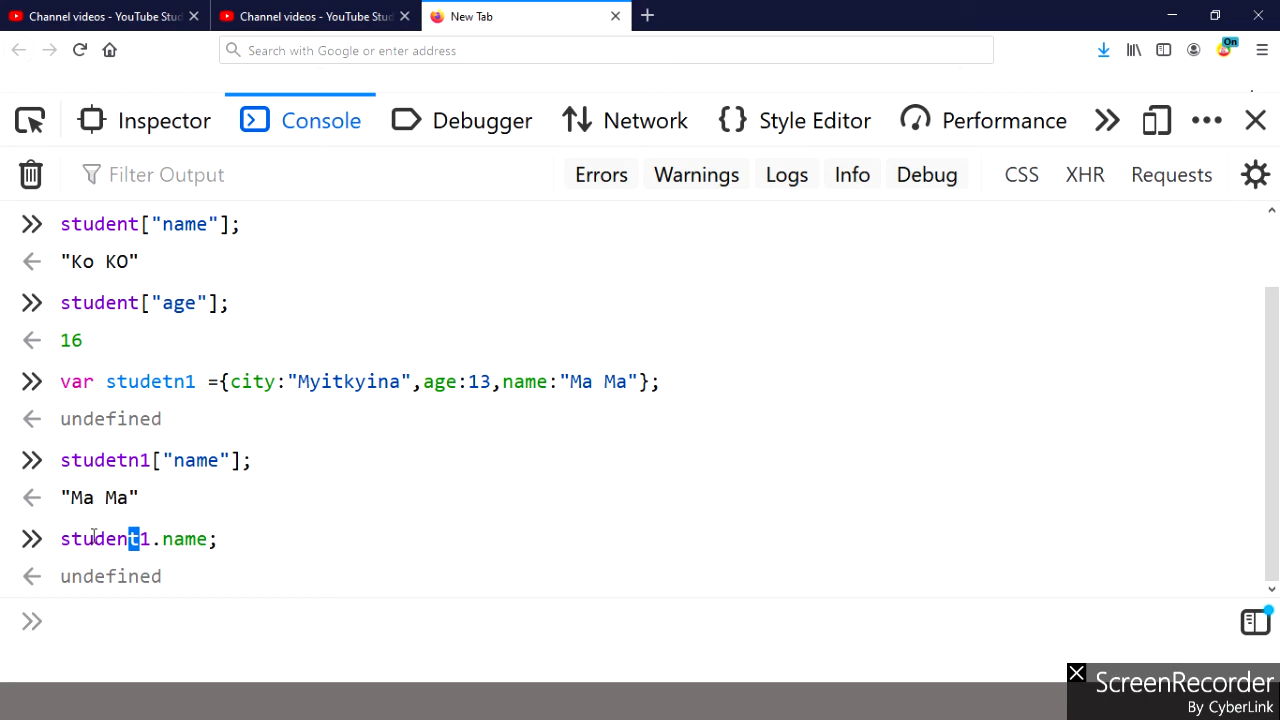 Channel videos - YouTube Stud
Channel videos - YouTube Stud
New Tab
Search with Google or enter address
On
Inspector
Console
Debugger
Network
Style Editor
Performance
Filter Output
Errors
Warnings
Logs
Info
Debug
CSS
XHR
Requests
student["name"];
"Ko KO"
student["age"];
16
var studetn1 ={city:"Myitkyina",age:13,name:"Ma Ma"};
undefined
studetn1["name"];
"Ma Ma"
student1.name;
undefined
ScreenRecorder
By CyberLink